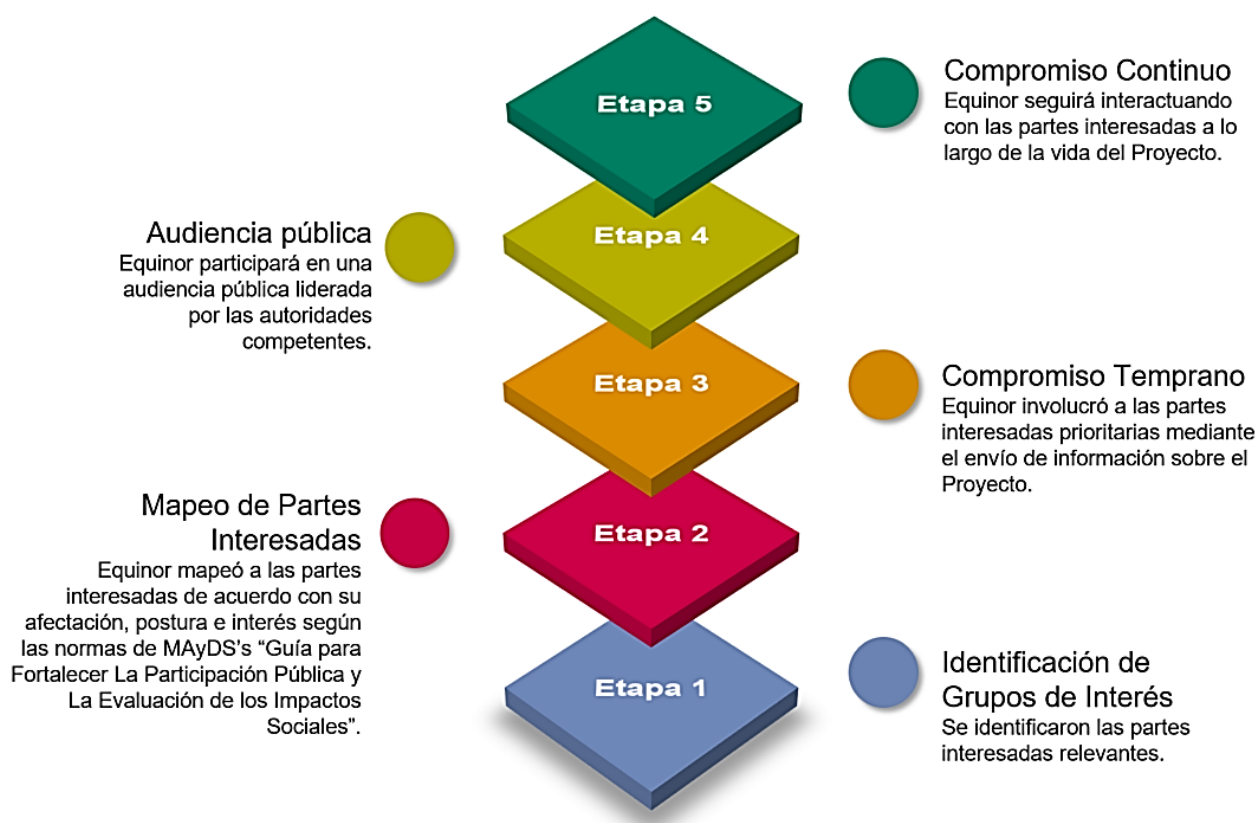 Etapa 5
Compromiso Continuo
Equinor seguirá interactuando
con las partes interesadas a lo
largo de la vida del Proyecto.
Etapa 4
Audiencia pública
Equinor participará en una
audiencia pública liderada
por las autoridades
competentes.
Etapa 3
Compromiso Temprano
Equinor involucró a las partes
interesadas prioritarias mediante
el envío de información sobre el
Proyecto.
Etapa 2
Mapeo de Partes
Interesadas
Equinor mapeó a las partes
interesadas de acuerdo con su
afectación, postura e interés según
las normas de MAyDS’s “Guía para
Fortalecer La Participación Pública y
La Evaluación de los Impactos
Sociales”.
Etapa 1
Identificación de
Grupos de Interés
Se identificaron las partes
interesadas relevantes.